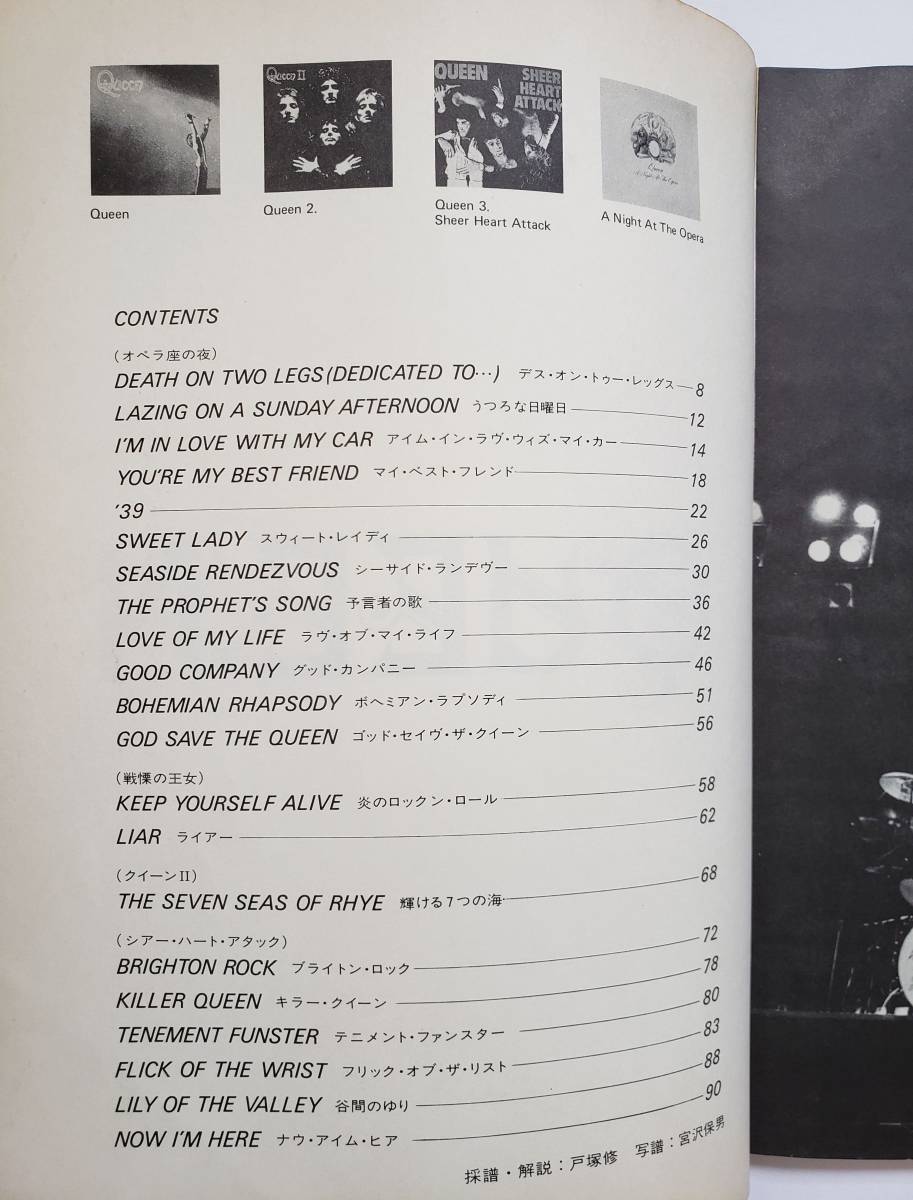 Queen
Queen II
QUEEN SHEER
HEART
ATTACK
Queen
A Night At The Opera
Queen
Queen 2.
Queen 3.
Sheer Heart Attack
A Night At The Opera
CONTENTS
(オペラ座の夜)
DEATH ON TWO LEGS(DEDICATED TO…) デス・オン・トゥー・レッグス 8
LAZING ON A SUNDAY AFTERNOON うつろな日曜日 12
I'M IN LOVE WITH MY CAR アイム・イン・ラヴ・ウィズ・マイ・カー 14
YOU'RE MY BEST FRIEND マイ・ベスト・フレンド 18
'39 22
SWEET LADY スウィート・レイディ 26
SEASIDE RENDEZVOUS シーサイド・ランデヴー 30
THE PROPHET'S SONG 予言者の歌 36
LOVE OF MY LIFE ラヴ・オブ・マイ・ライフ 42
GOOD COMPANY グッド・カンパニー 46
BOHEMIAN RHAPSODY ボヘミアン・ラプソディ 51
GOD SAVE THE QUEEN ゴッド・セイヴ・ザ・クイーン 56
(戦慄の王女)
KEEP YOURSELF ALIVE 炎のロックン・ロール 58
LIAR ライアー 62
(クイーンII)
THE SEVEN SEAS OF RHYE 輝ける7つの海 68
(シアー・ハート・アタック)
BRIGHTON ROCK ブライトン・ロック 72
KILLER QUEEN キラー・クイーン 78
TENEMENT FUNSTER テニメント・ファンスター 80
FLICK OF THE WRIST フリック・オブ・ザ・リスト 83
LILY OF THE VALLEY 谷間のゆり 88
NOW I'M HERE ナウ・アイム・ヒア 90
採譜・解説：戸塚修 写譜：宮沢保男